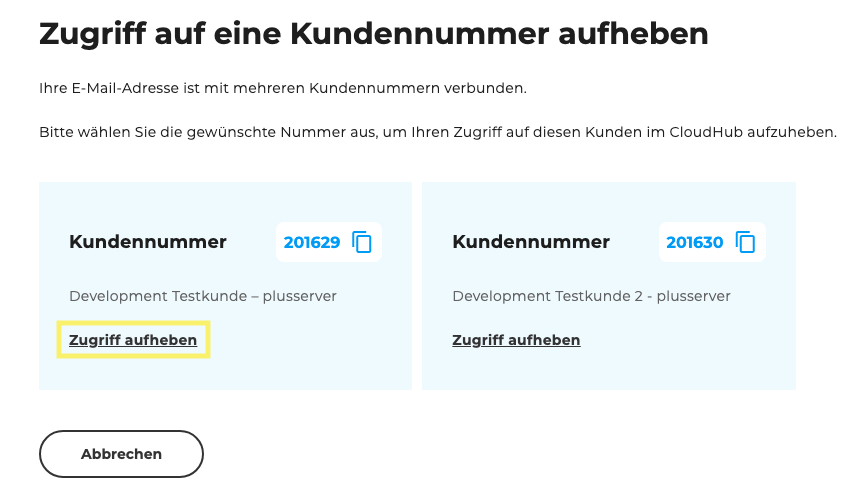 Zugriff auf eine Kundennummer aufheben
Ihre E-Mail-Adresse ist mit mehreren Kundennummern verbunden.
Bitte wählen Sie die gewünschte Nummer aus, um Ihren Zugriff auf diesen Kunden im CloudHub aufzuheben.
Kundennummer 201629
Development Testkunde – plusserver
Zugriff aufheben
Kundennummer 201630
Development Testkunde 2 - plusserver
Zugriff aufheben
Abbrechen